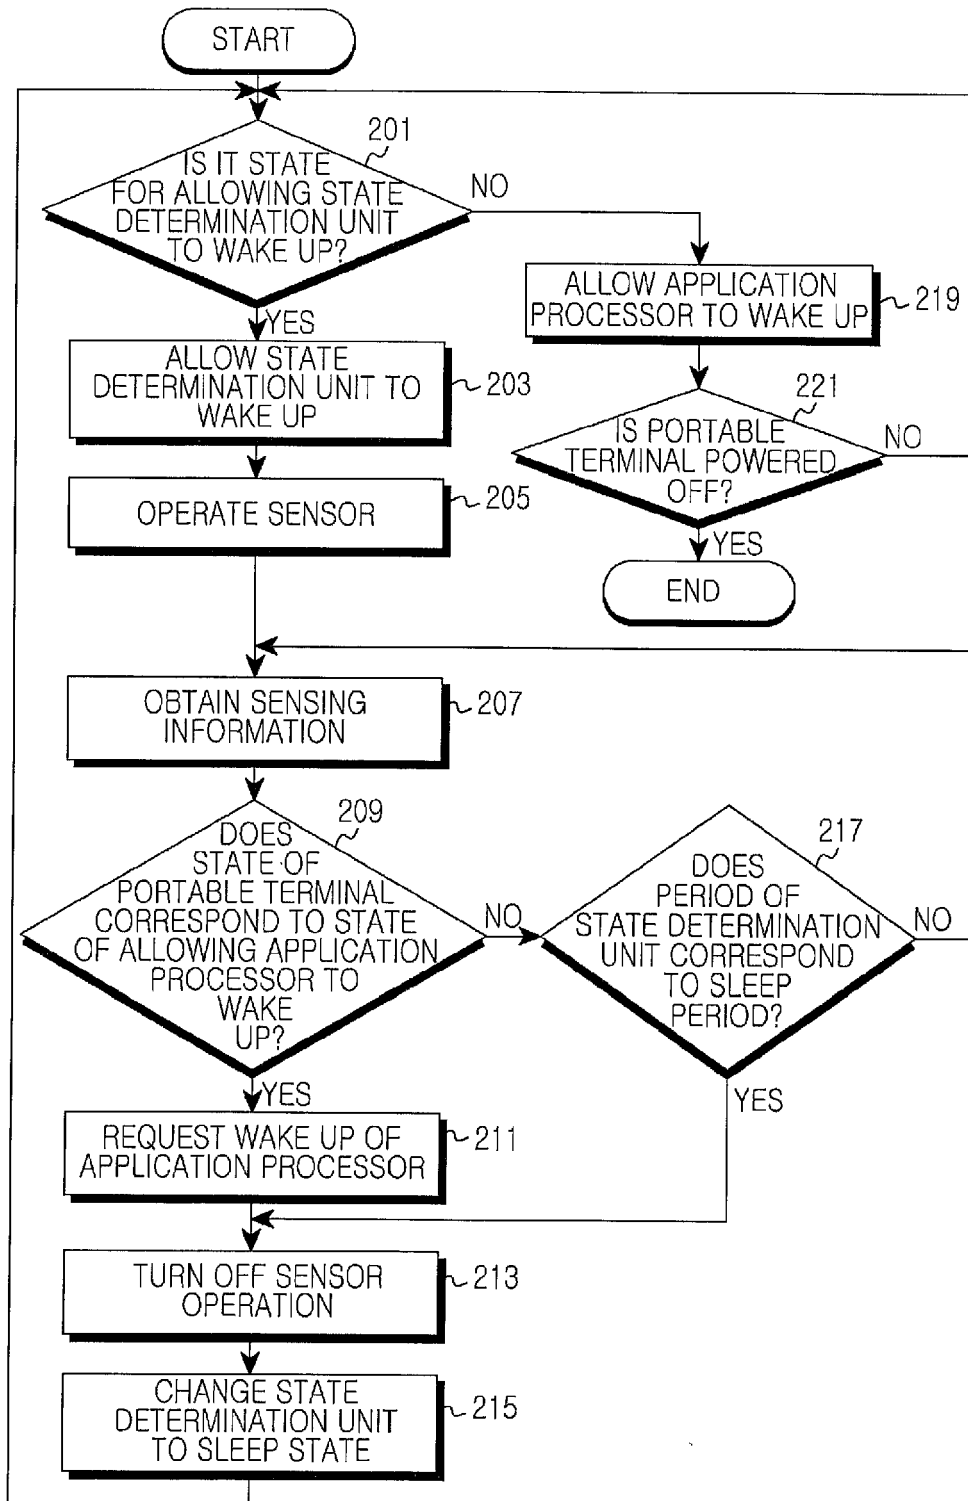 START
201
IS IT STATE
FOR ALLOWING STATE
DETERMINATION UNIT
TO WAKE UP?
NO
YES
ALLOW APPLICATION
PROCESSOR TO WAKE UP
219
ALLOW STATE
DETERMINATION UNIT TO
WAKE UP
203
221
IS PORTABLE
TERMINAL POWERED
OFF?
NO
YES
OPERATE SENSOR
205
END
OBTAIN SENSING
INFORMATION
207
209
DOES
STATE OF
PORTABLE TERMINAL
CORRESPOND TO STATE
OF ALLOWING APPLICATION
PROCESSOR TO
WAKE
UP?
NO
YES
217
DOES
PERIOD OF
STATE DETERMINATION
UNIT CORRESPOND
TO SLEEP
PERIOD?
NO
YES
REQUEST WAKE UP OF
APPLICATION PROCESSOR
211
TURN OFF SENSOR
OPERATION
213
CHANGE STATE
DETERMINATION UNIT
TO SLEEP STATE
215